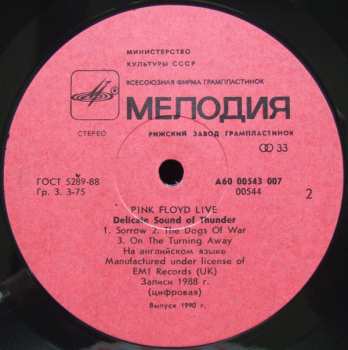 МИНИСТЕРСТВО
КУЛЬТУРЫ СССР
ВСЕСОЮЗНАЯ ФИРМА ГРАМПЛАСТИНОК
МЕЛОДИЯ
СТЕРЕО
РИЖСКИЙ ЗАВОД ГРАМПЛАСТИНОК
33
ГОСТ 5289-88
Гр. 3. 3-75
А60 00543 007
00544
2
PINK FLOYD LIVE
Delicate Sound of Thunder
1. Sorrow 2. The Dogs Of War
3. On The Turning Away
На английском языке
Manufactured under license of
EMI Records (UK)
Записи 1988 г.
(цифровая)
Выпуск 1990 г.